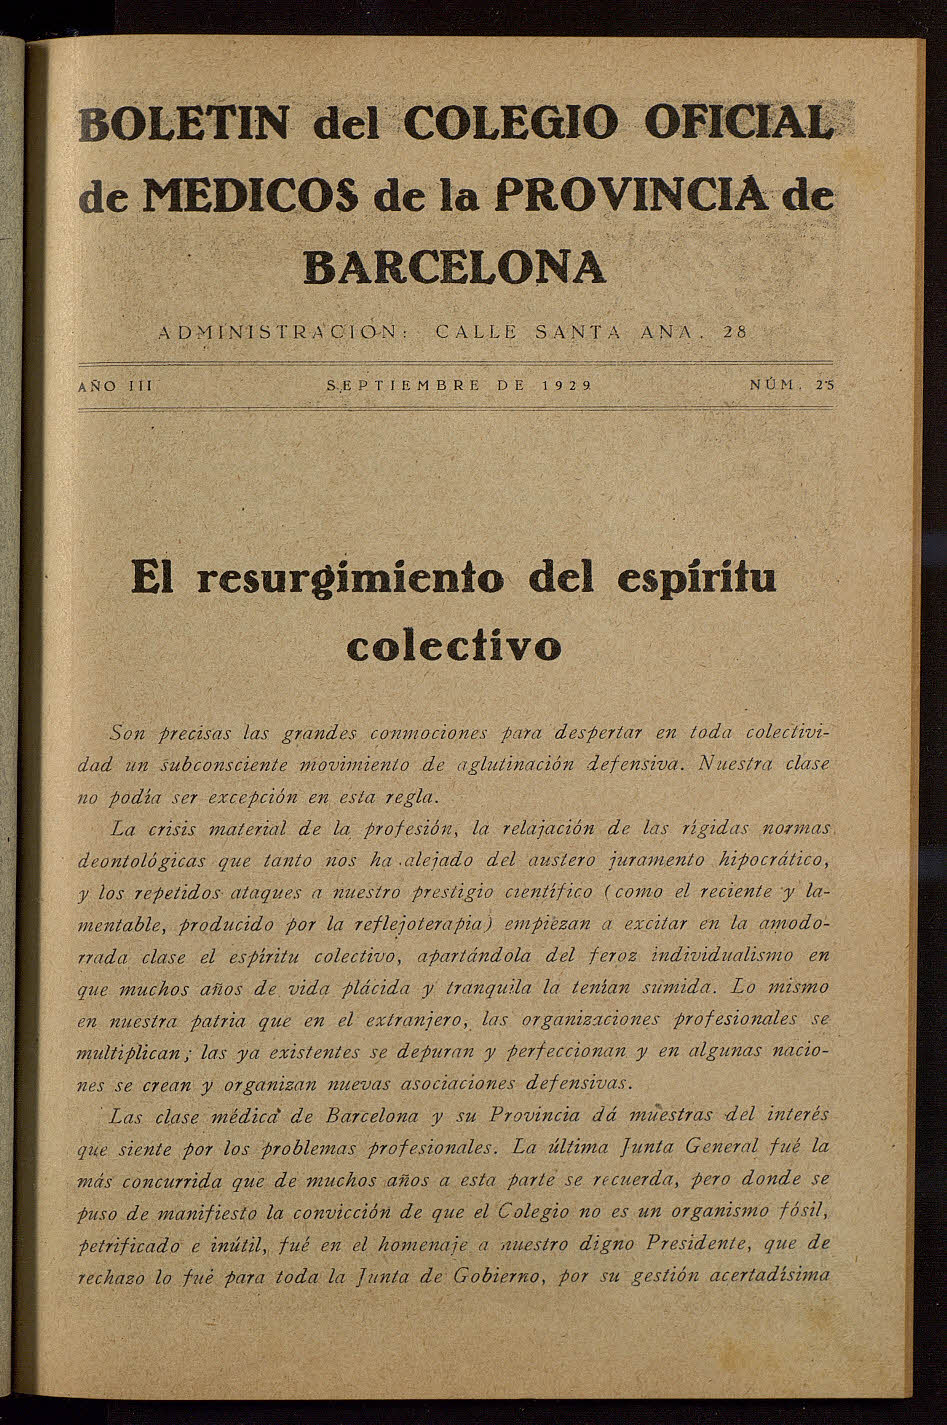 BOLETIN del COLEGIO OFICIAL
de MEDICOS de la PROVINCIA de
BARCELONA
ADMINISTRACIÓN: CALLE SANTA ANA, 28
AÑO III SEPTIEMBRE DE 1929 NÚM. 25
El resurgimiento del espíritu
colectivo
Son precisas las grandes conmociones para despertar en toda colectivi-
dad un subconsciente movimiento de aglutinación defensiva. Nuestra clase
no podía ser excepción en esta regla.
La crisis material de la profesión, la relajación de las rígidas normas
deontológicas que tanto nos ha alejado del austero juramento hipocrático,
y los repetidos ataques a nuestro prestigio científico (como el reciente y la-
mentable, producido por la reflejoterapia) empiezan a excitar en la amodo-
rrada clase el espíritu colectivo, apartándola del feroz individualismo en
que muchos años de vida plácida y tranquila la tenían sumida. Lo mismo
en nuestra patria que en el extranjero, las organizaciones profesionales se
multiplican; las ya existentes se depuran y perfeccionan y en algunas nacio-
nes se crean y organizan nuevas asociaciones defensivas.
Las clase médica de Barcelona y su Provincia dá muestras del interés
que siente por los problemas profesionales. La última Junta General fué la
más concurrida que de muchos años a esta parte se recuerda, pero donde se
puso de manifiesto la convicción de que el Colegio no es un organismo fósil,
petrificado e inútil, fué en el homenaje a nuestro digno Presidente, que de
rechazo lo fué para toda la Junta de Gobierno, por su gestión acertadísima